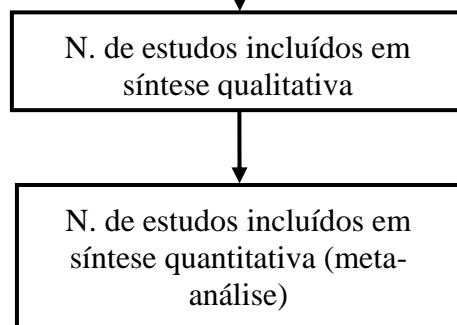 N. de estudos incluídos em
síntese qualitativa
N. de estudos incluídos em
síntese quantitativa (meta-
análise)